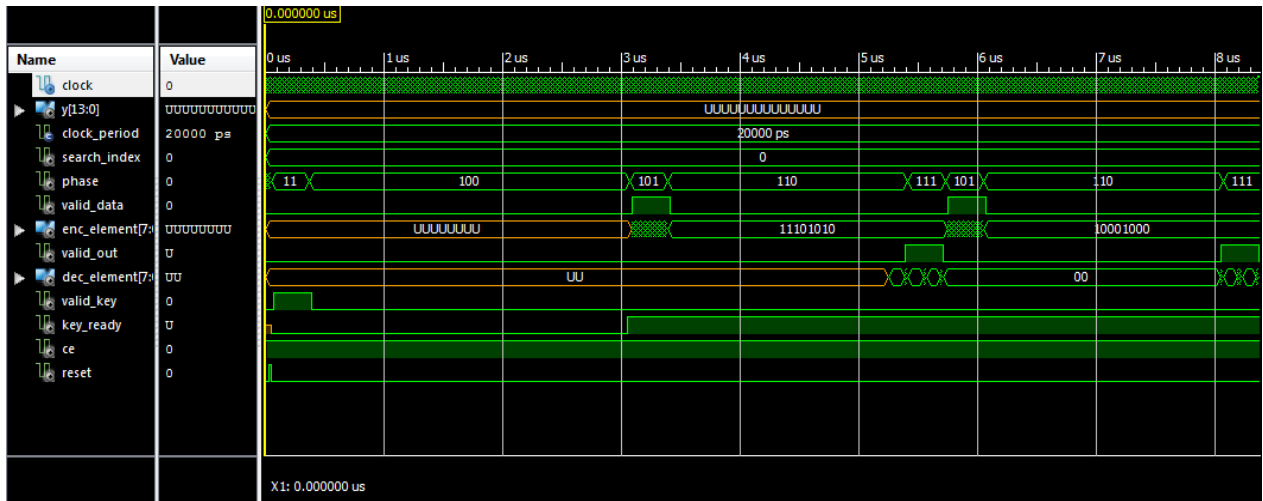 0.000000 us
Name Value
0 us 1 us 2 us 3 us 4 us 5 us 6 us 7 us 8 us
clock 0
y[13:0] UUUUUUUUUUU UUUUUUUUUUUUUU
clock_period 20000 ps 20000 ps
search_index 0 0
phase 0 11 100 101 110 111 101 110 111
valid_data 0
enc_element[7: UUUUUUUU UUUUUUUU 11101010 10001000
valid_out U
dec_element[7: UU UU 00
valid_key 0
key_ready U
ce 0
reset 0
X1: 0.000000 us